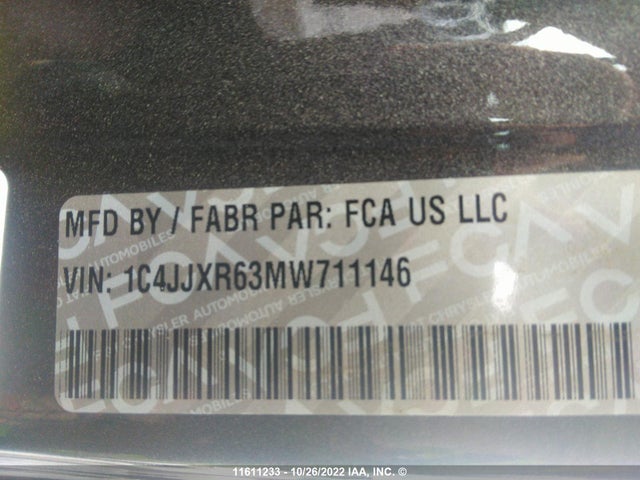 MFD BY / FABR PAR: FCA US LLC
VIN: 1C4JJXR63MW711146
11611233 - 10/26/2022 IAA, INC. ©